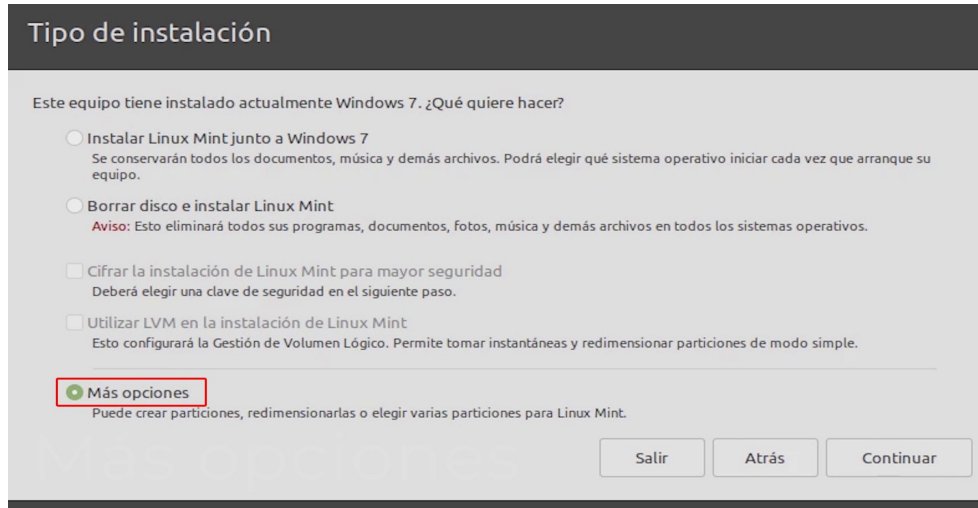 Tipo de instalación
Este equipo tiene instalado actualmente Windows 7. ¿Qué quiere hacer?
Instalar Linux Mint junto a Windows 7
Se conservarán todos los documentos, música y demás archivos. Podrá elegir qué sistema operativo iniciar cada vez que arranque su
equipo.
Borrar disco e instalar Linux Mint
Aviso: Esto eliminará todos sus programas, documentos, fotos, música y demás archivos en todos los sistemas operativos.
Cifrar la instalación de Linux Mint para mayor seguridad
Deberá elegir una clave de seguridad en el siguiente paso.
Utilizar LVM en la instalación de Linux Mint
Esto configurará la Gestión de Volumen Lógico. Permite tomar instantáneas y redimensionar particiones de modo simple.
Más opciones
Puede crear particiones, redimensionarlas o elegir varias particiones para Linux Mint.
Más opciones
Salir Atrás Continuar